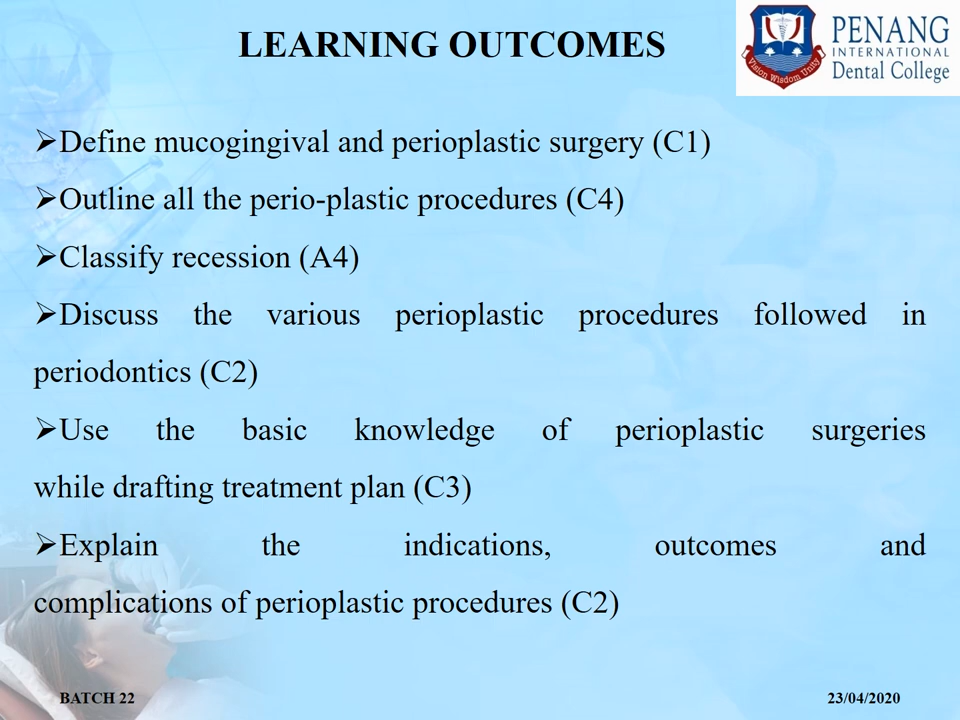 LEARNING OUTCOMES
PENANG
INTERNATIONAL
Dental College
Vision Wisdom Unity
➢Define mucogingival and perioplastic surgery (C1)
➢Outline all the perio-plastic procedures (C4)
➢Classify recession (A4)
➢Discuss the various perioplastic procedures followed in
periodontics (C2)
➢Use the basic knowledge of perioplastic surgeries
while drafting treatment plan (C3)
➢Explain the indications, outcomes and
complications of perioplastic procedures (C2)
BATCH 22
23/04/2020